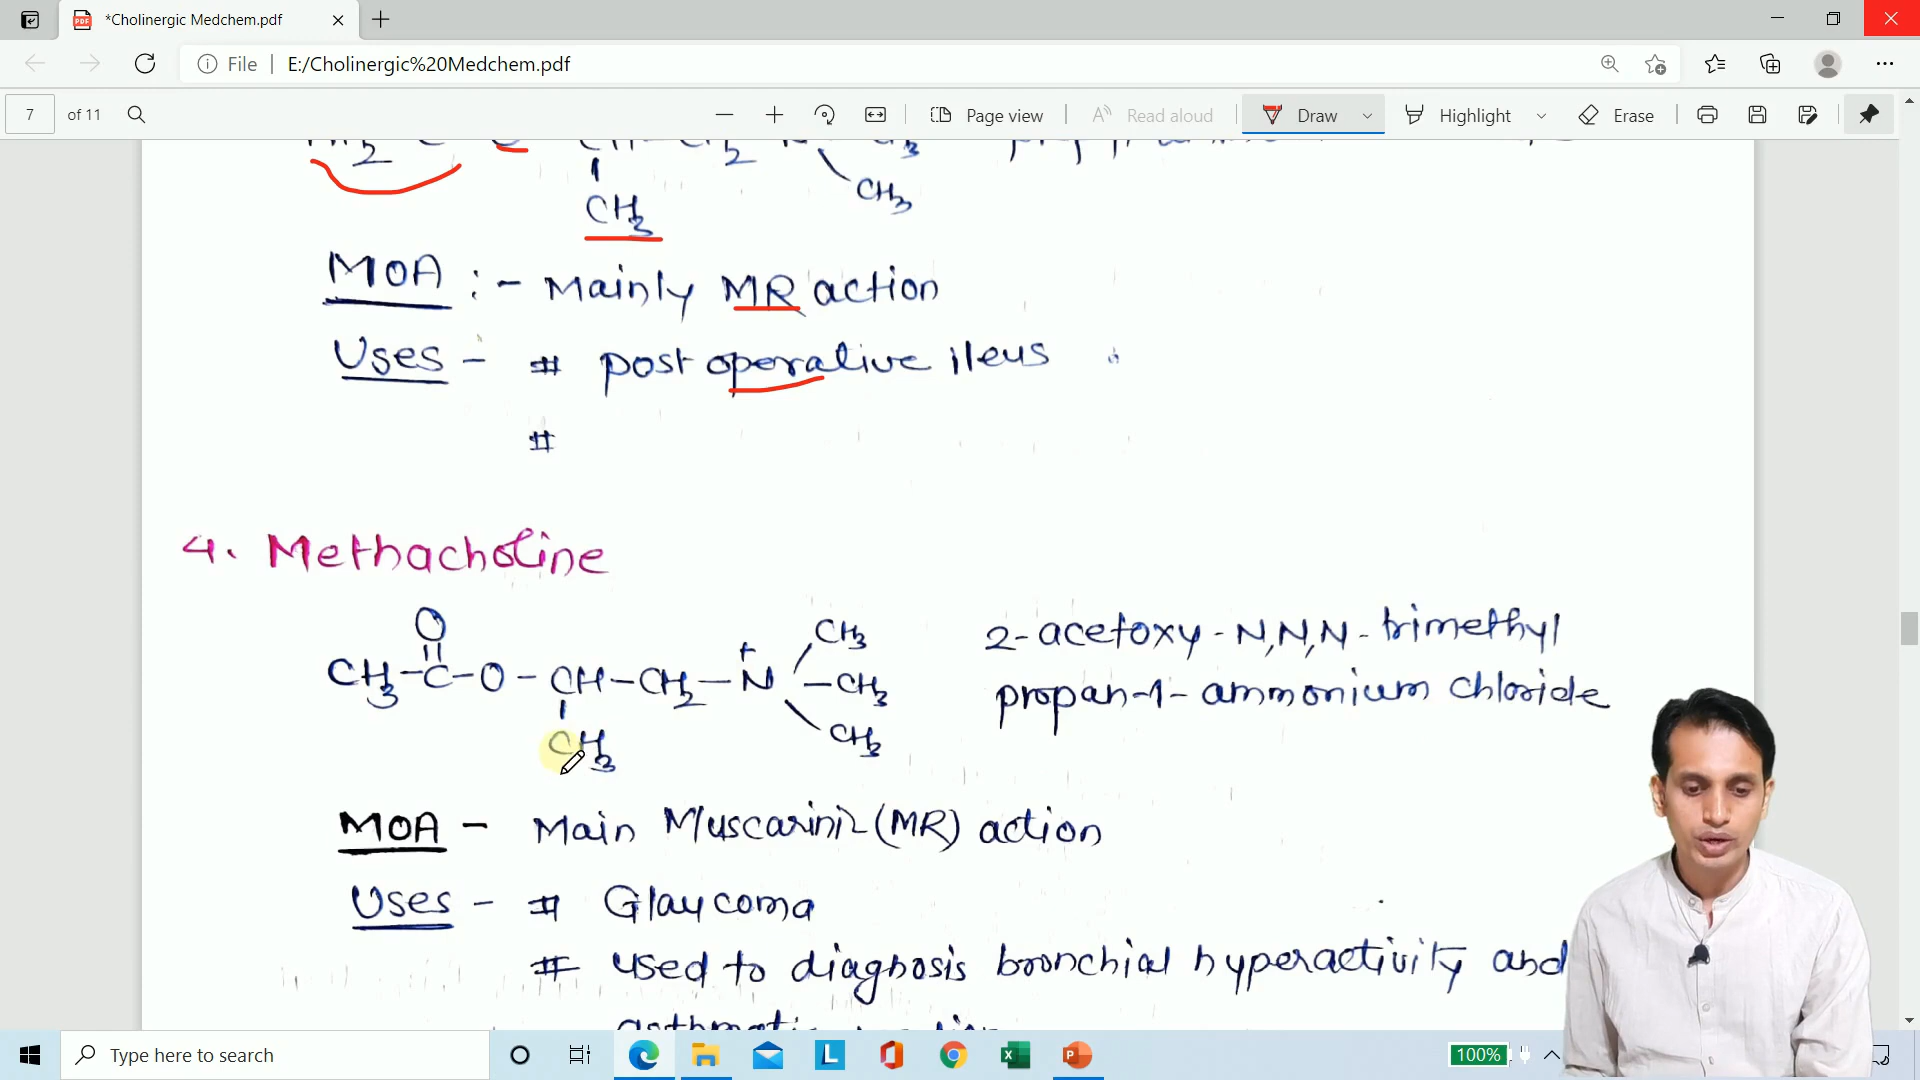 *Cholinergic Medchem.pdf
File E:/Cholinergic%20Medchem.pdf
7 of 11 Page view Read aloud Draw Highlight Erase
CH3
CH3
MOA :- Mainly MR action
Uses - # post operative ileus
#
4. Methacholine
O CH3
CH3-C-O-CH-CH2-N+-CH3
CH3 CH3
2-acetoxy-N,N,N-trimethyl
propan-1-ammonium chloride
MOA - Main Muscarinic (MR) action
Uses - # Glaucoma
# used to diagnosis bronchial hyperactivity and
Type here to search
100%